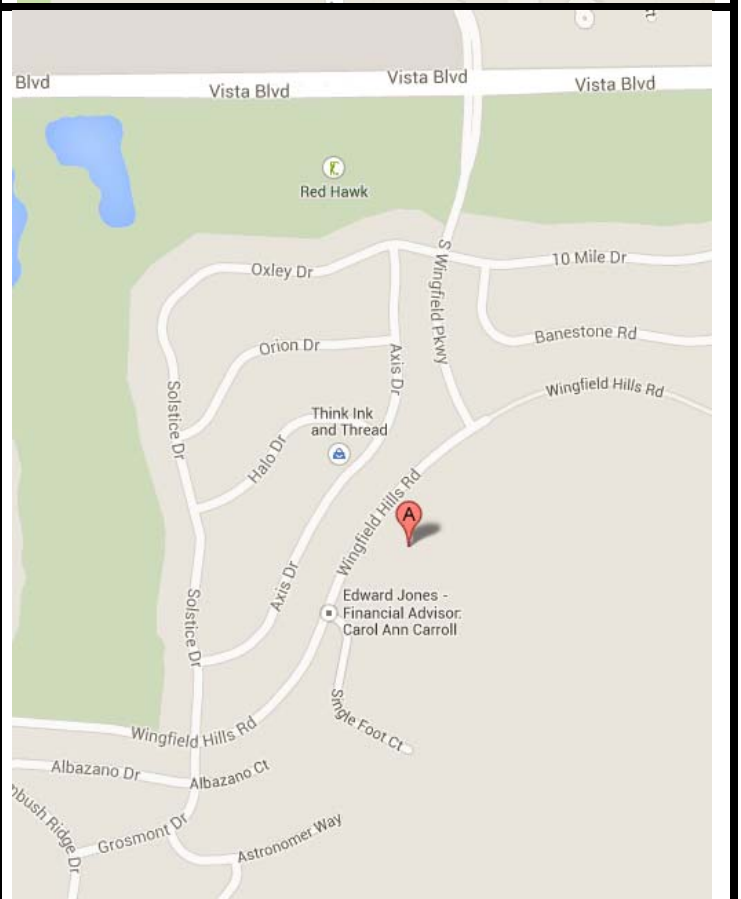 Blvd
Vista Blvd
Vista Blvd
Vista Blvd
Red Hawk
S Wingfield Pkwy
Oxley Dr
10 Mile Dr
Orion Dr
Banestone Rd
Axis Dr
Wingfield Hills Rd
Solstice Dr
Think Ink
and Thread
Halo Dr
Wingfield Hills Rd
A
Axis Dr
Edward Jones -
Financial Advisor:
Carol Ann Carroll
Solstice Dr
Single Foot Ct
Wingfield Hills Rd
Albazano Dr
Albazano Ct
Ridge Dr
Grosmont Dr
Astronomer Way